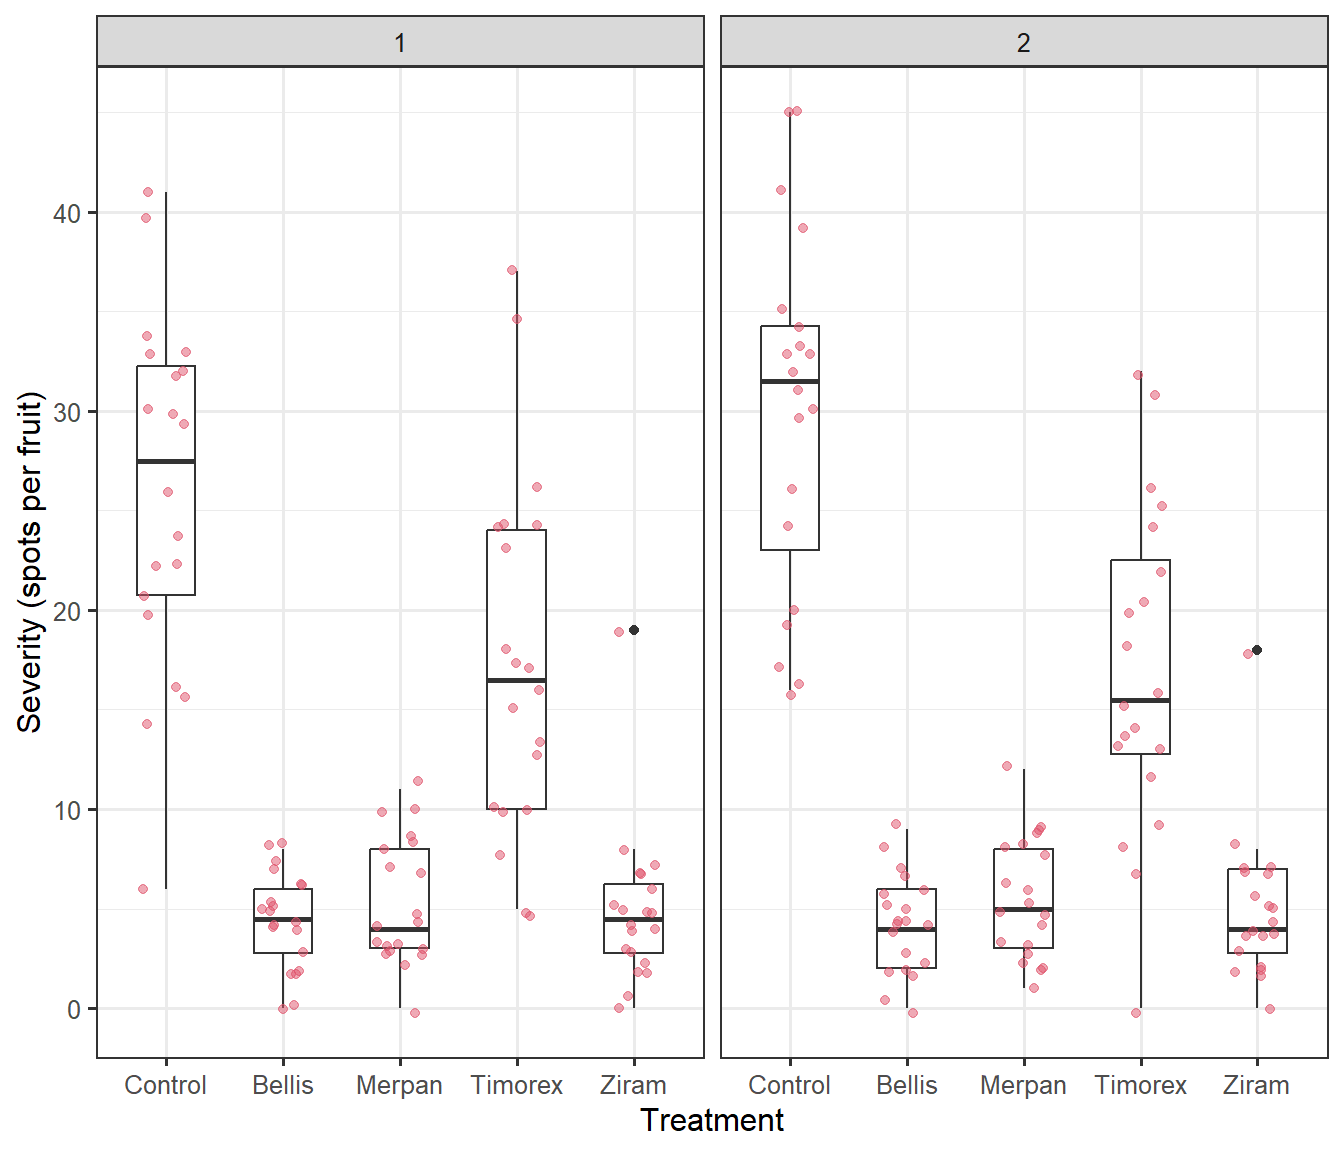 1 2
Severity (spots per fruit)
40
30
20
10
0
Control Bellis Merpan Timorex Ziram Control Bellis Merpan Timorex Ziram
Treatment